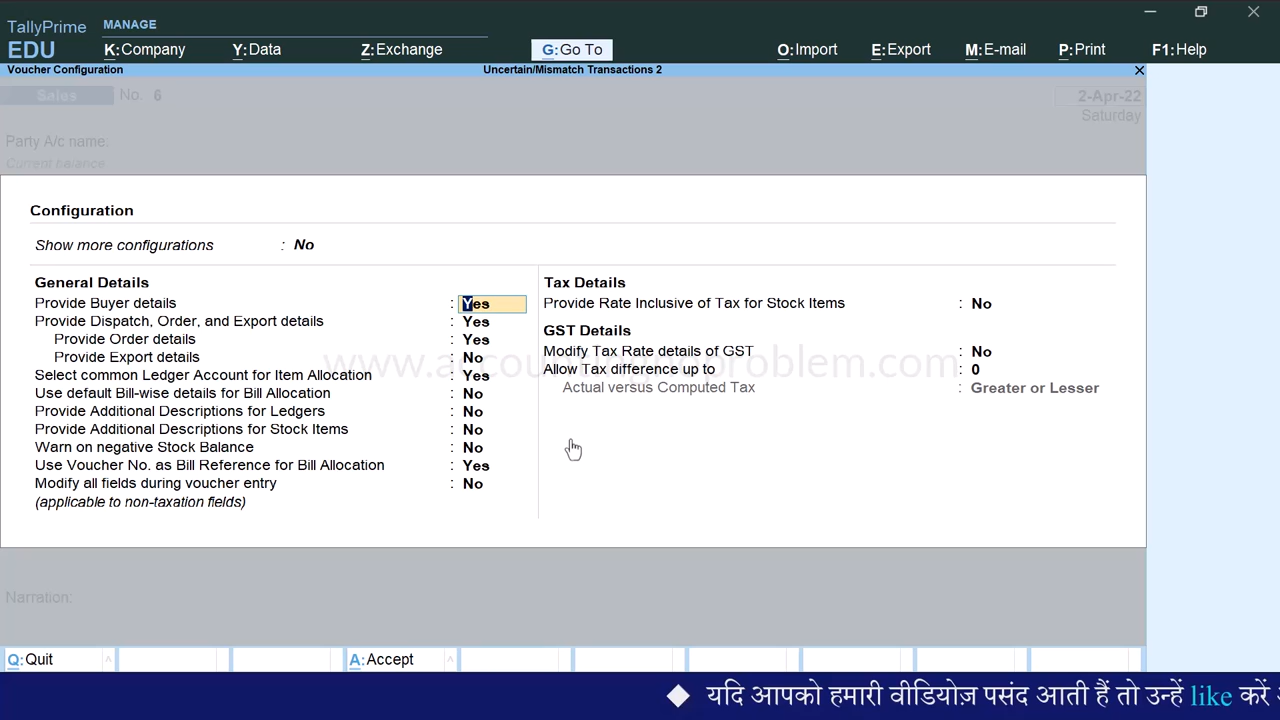 TallyPrime MANAGE
EDU K:Company Y:Data Z:Exchange G:Go To O:Import E:Export M:E-mail P:Print F1:Help
Voucher Configuration Uncertain/Mismatch Transactions 2
Sales No. 6 2-Apr-22
Saturday
Party A/c name:
Current balance
Configuration
Show more configurations : No
General Details Tax Details
Provide Buyer details : Yes Provide Rate Inclusive of Tax for Stock Items : No
Provide Dispatch, Order, and Export details : Yes GST Details
Provide Order details : Yes Modify Tax Rate details of GST : No
Provide Export details : No Allow Tax difference up to : 0
www.accountingproblem.com
Select common Ledger Account for Item Allocation : Yes Actual versus Computed Tax : Greater or Lesser
Use default Bill-wise details for Bill Allocation : No
Provide Additional Descriptions for Ledgers : No
Provide Additional Descriptions for Stock Items : No
Warn on negative Stock Balance : No
Use Voucher No. as Bill Reference for Bill Allocation : Yes
Modify all fields during voucher entry : No
(applicable to non-taxation fields)
Narration:
Q:Quit A:Accept
यदि आपको हमारी वीडियोज़ पसंद आती हैं तो उन्हें like करें